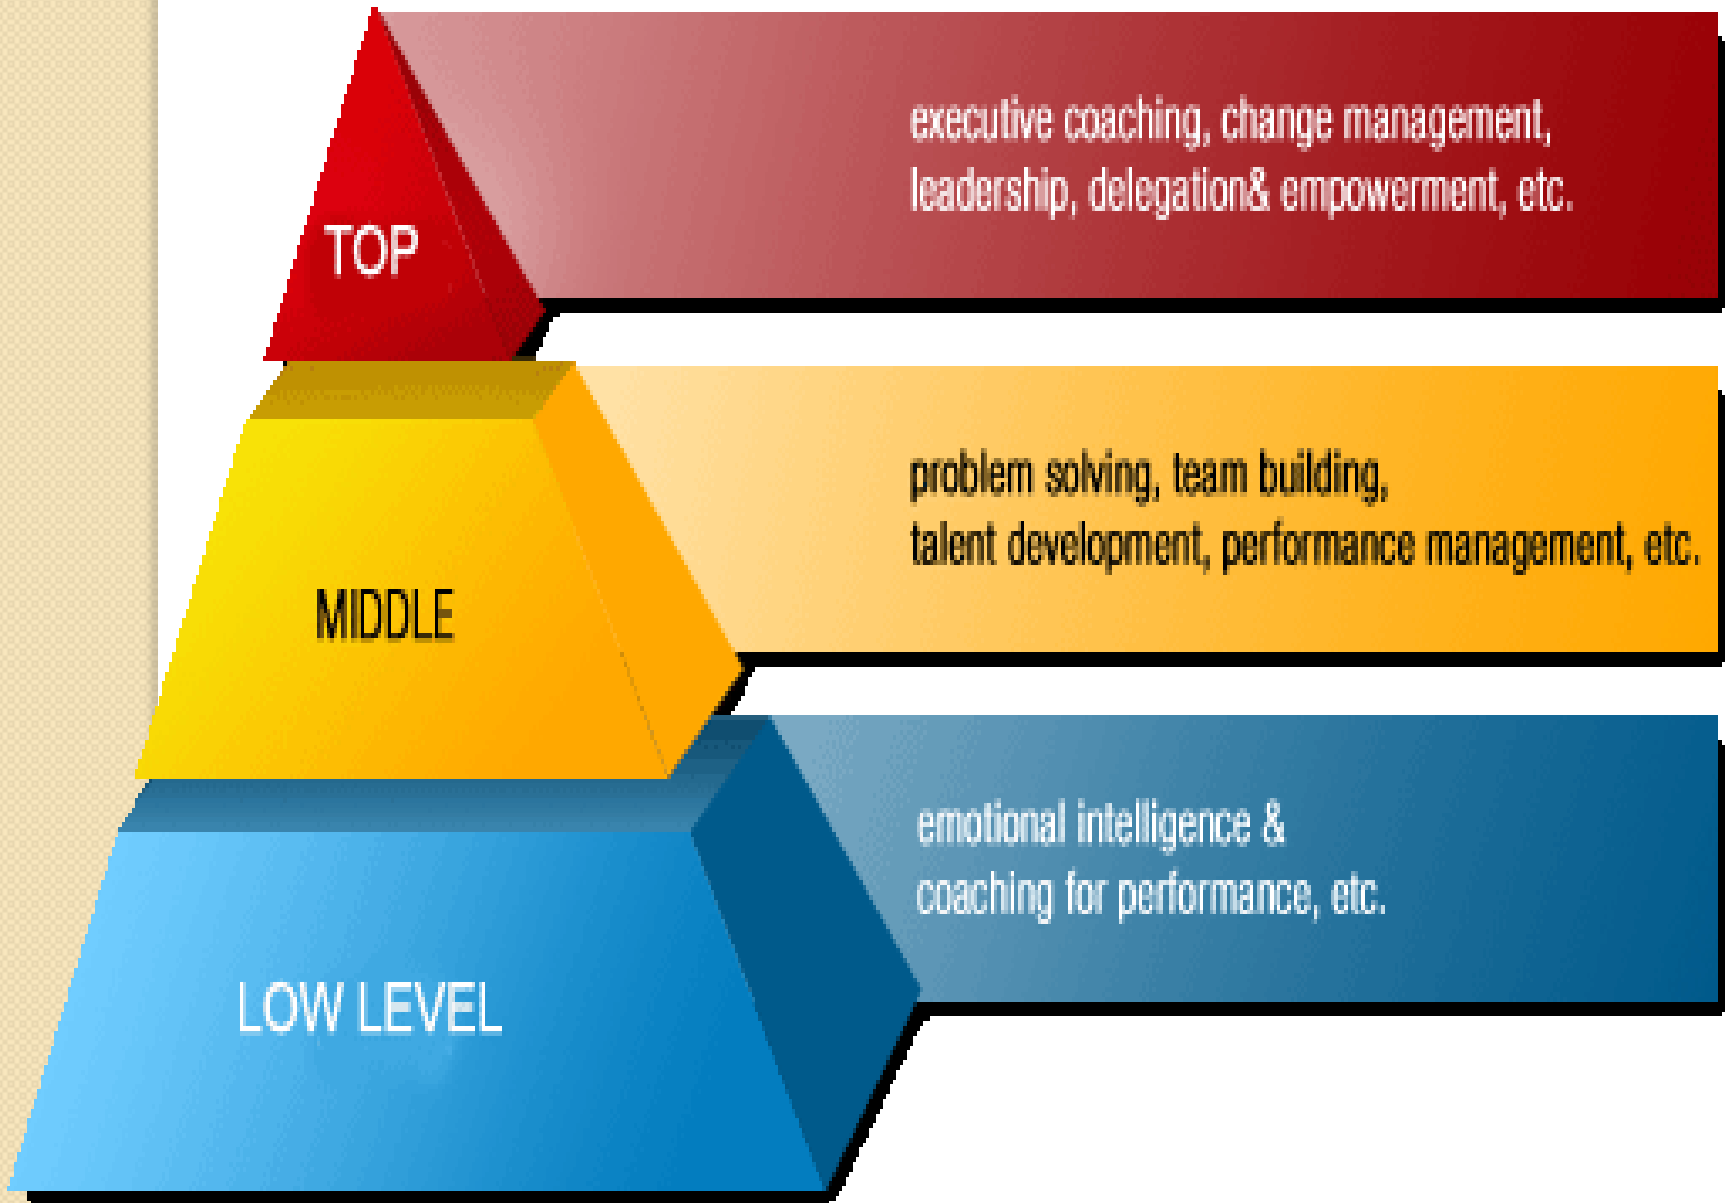 executive coaching, change management,
leadership, delegation& empowerment, etc.
TOP
problem solving, team building,
talent development, performance management, etc.
MIDDLE
emotional intelligence &
coaching for performance, etc.
LOW LEVEL